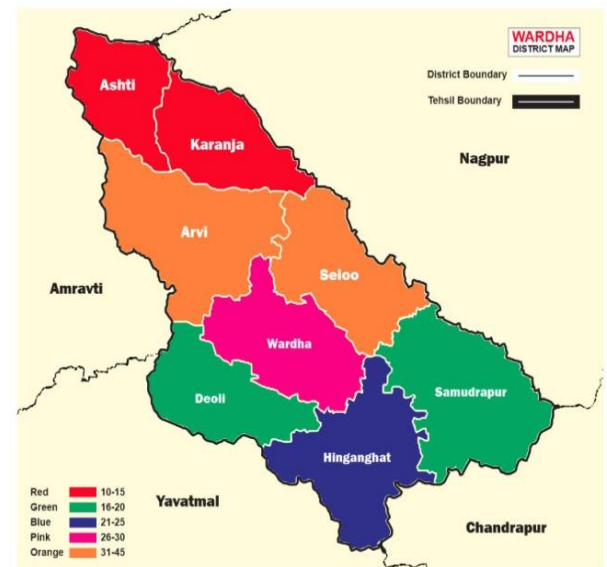 WARDHA
DISTRICT MAP
District Boundary
Tehsil Boundary
Ashti
Karanja
Nagpur
Arvi
Seloo
Amravti
Wardha
Deoli
Samudrapur
Hinganghat
Yavatmal
Chandrapur
Red 10-15
Green 16-20
Blue 21-25
Pink 26-30
Orange 31-45